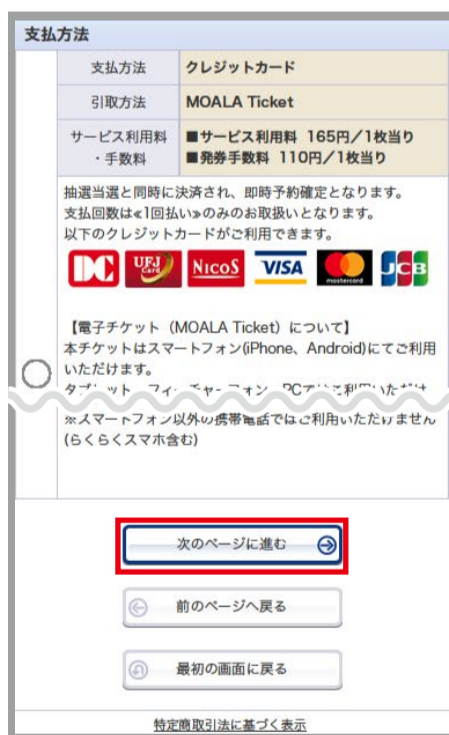 支払方法
支払方法
クレジットカード
引取方法
MOALA Ticket
サービス利用料
・手数料
■サービス利用料 165円／1枚当り
■発券手数料 110円／1枚当り
抽選当選と同時に決済され、即時予約確定となります。
支払回数は≪1回払い≫のみのお取扱いとなります。
以下のクレジットカードがご利用できます。
DC UFJ Card NICOS VISA mastercard JCB
【電子チケット（MOALA Ticket）について】
本チケットはスマートフォン(iPhone、Android)にてご利用
いただけます。
※スマートフォン以外の携帯電話ではご利用いただけません
(らくらくスマホ含む)
次のページに進む
前のページへ戻る
最初の画面に戻る
特定商取引法に基づく表示